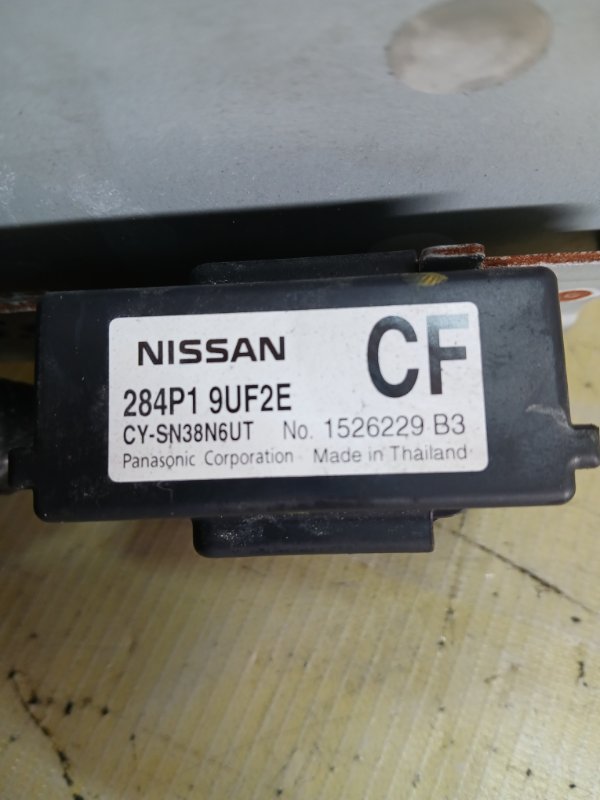 NISSAN CF
284P1 9UF2E
CY-SN38N6UT No. 1526229 B3
Panasonic Corporation Made in Thailand